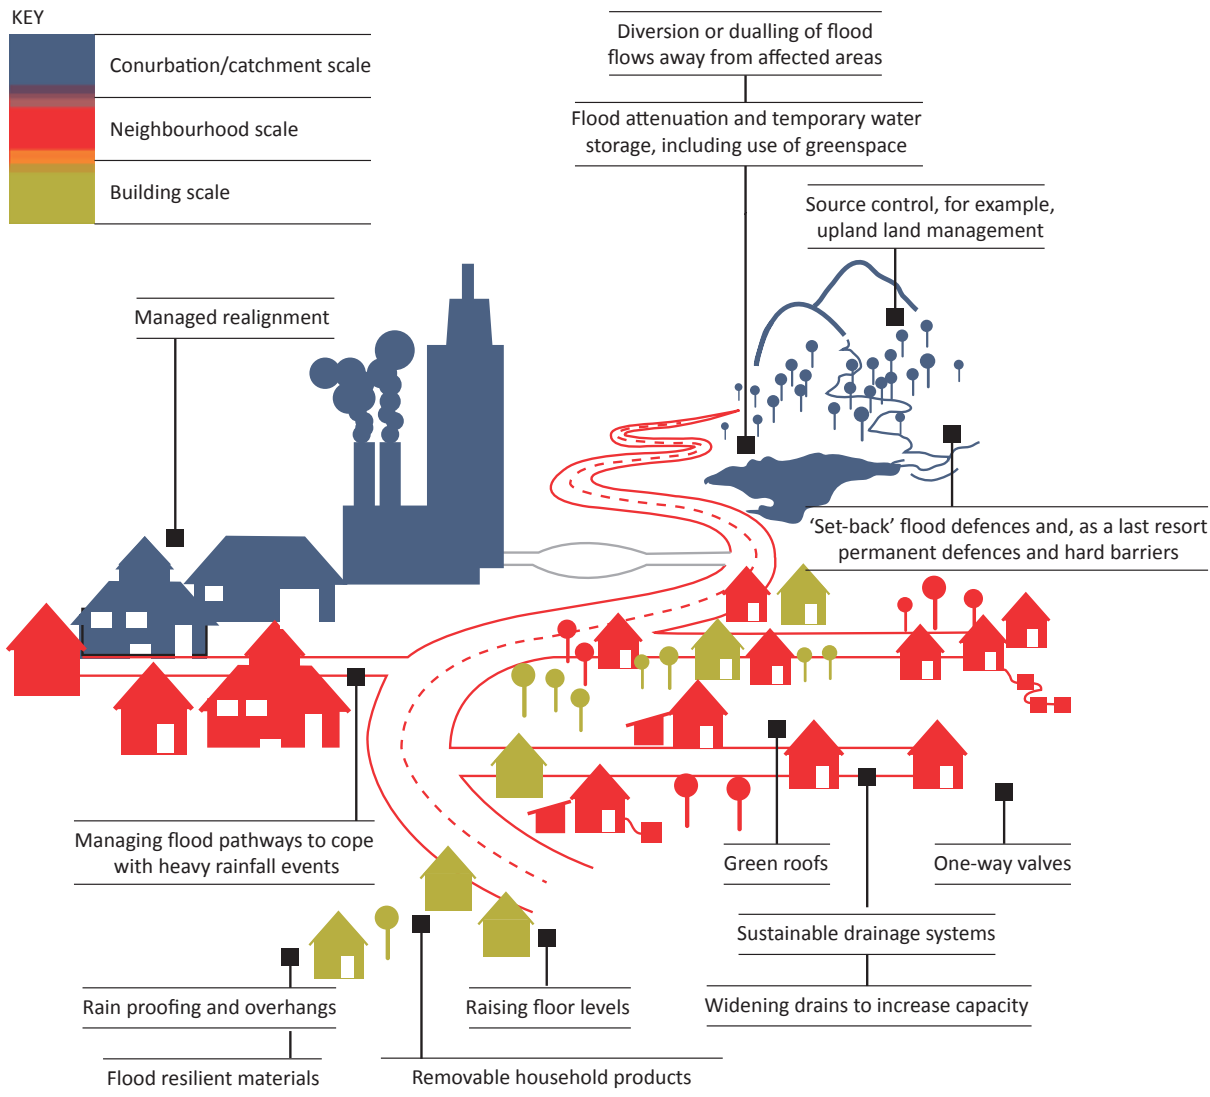 KEY
Conurbation/catchment scale
Neighbourhood scale
Building scale
Diversion or dualling of flood
flows away from affected areas
Flood attenuation and temporary water
storage, including use of greenspace
Source control, for example,
upland land management
Managed realignment
‘Set-back’ flood defences and, as a last resort
permanent defences and hard barriers
Managing flood pathways to cope
with heavy rainfall events
Green roofs
One-way valves
Sustainable drainage systems
Widening drains to increase capacity
Rain proofing and overhangs
Raising floor levels
Flood resilient materials
Removable household products